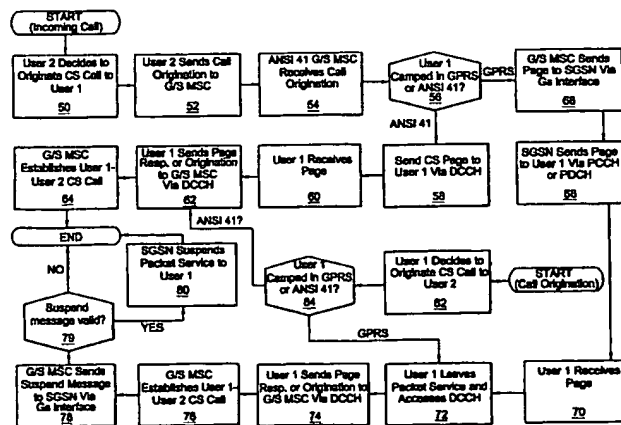 START
(Incoming Call)
User 2 Decides to
Originate CS Call to
User 1
50
User 2 Sends Call
Origination to
G/S MSC
52
ANSI 41 G/S MSC
Receives Call
Origination
54
User 1
Camped in GPRS
or ANSI 41?
56
GPRS
G/S MSC Sends
Page to SGSN Via
Gs Interface
66
ANSI 41
G/S MSC
Establishes User 1-
User 2 CS Call
64
User 1 Sends Page
Resp. or Origination
to G/S MSC
Via DCCH
62
User 1 Receives
Page
60
Send CS Page to
User 1 Via DCCH
58
SGSN Sends Page
to User 1 Via PCCH
or PDCH
68
END
ANSI 41?
NO
SGSN Suspends
Packet Service to
User 1
80
User 1
Camped in GPRS
or ANSI 41?
84
User 1 Decides to
Originate CS Call to
User 2
82
START
(Call Origination)
Suspend
message valid?
79
YES
GPRS
G/S MSC Sends
Suspend Message
to SGSN Via
Gs Interface
78
G/S MSC
Establishes User 1-
User 2 CS Call
76
User 1 Sends Page
Resp. or Origination to
G/S MSC Via DCCH
74
User 1 Leaves
Packet Service and
Accesses DCCH
72
User 1 Receives
Page
70